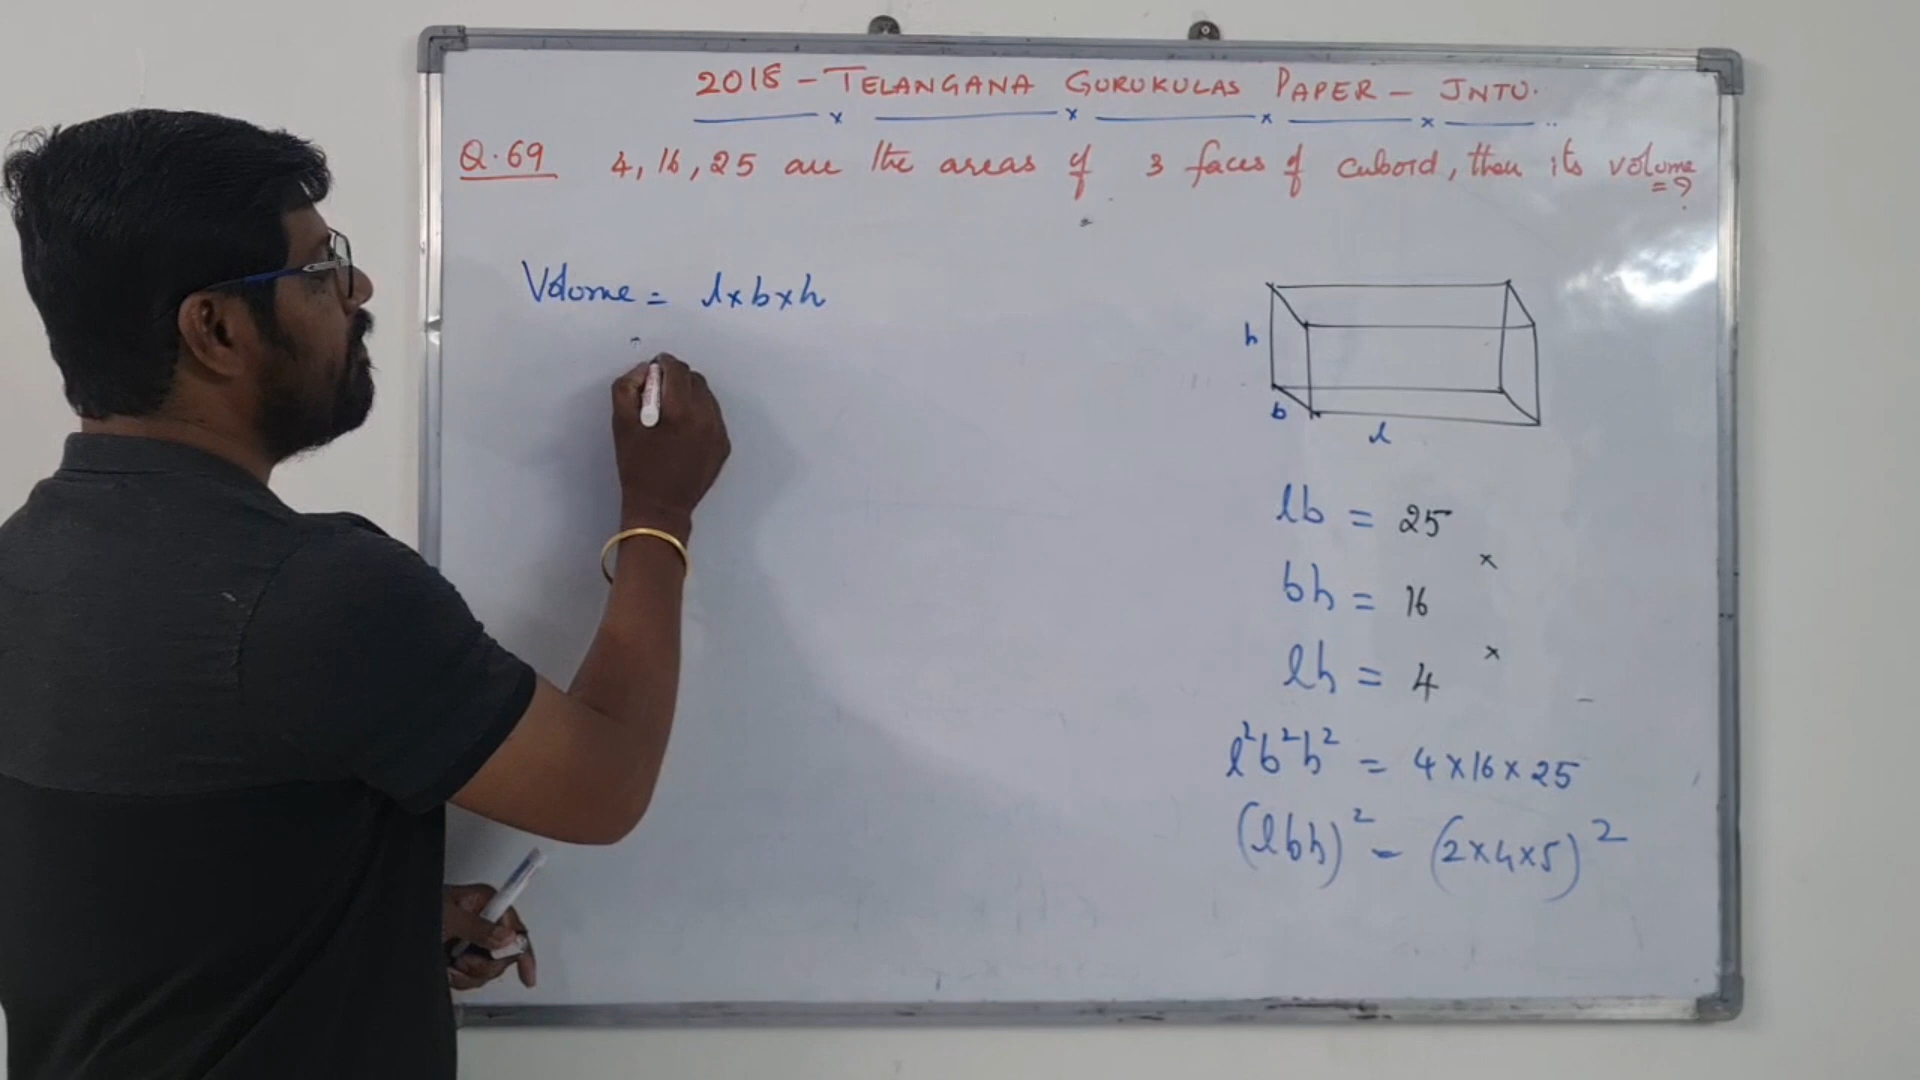 2018 - TELANGANA GURUKULAS PAPER - JNTU.
Q.69 4, 16, 25 are the areas of 3 faces of cuboid, then its volume = ?
Volume = l×b×h
=
h
b
l
lb = 25
×
bh = 16
×
lh = 4
l²b²h² = 4×16×25
(lbh)² = (2×4×5)²